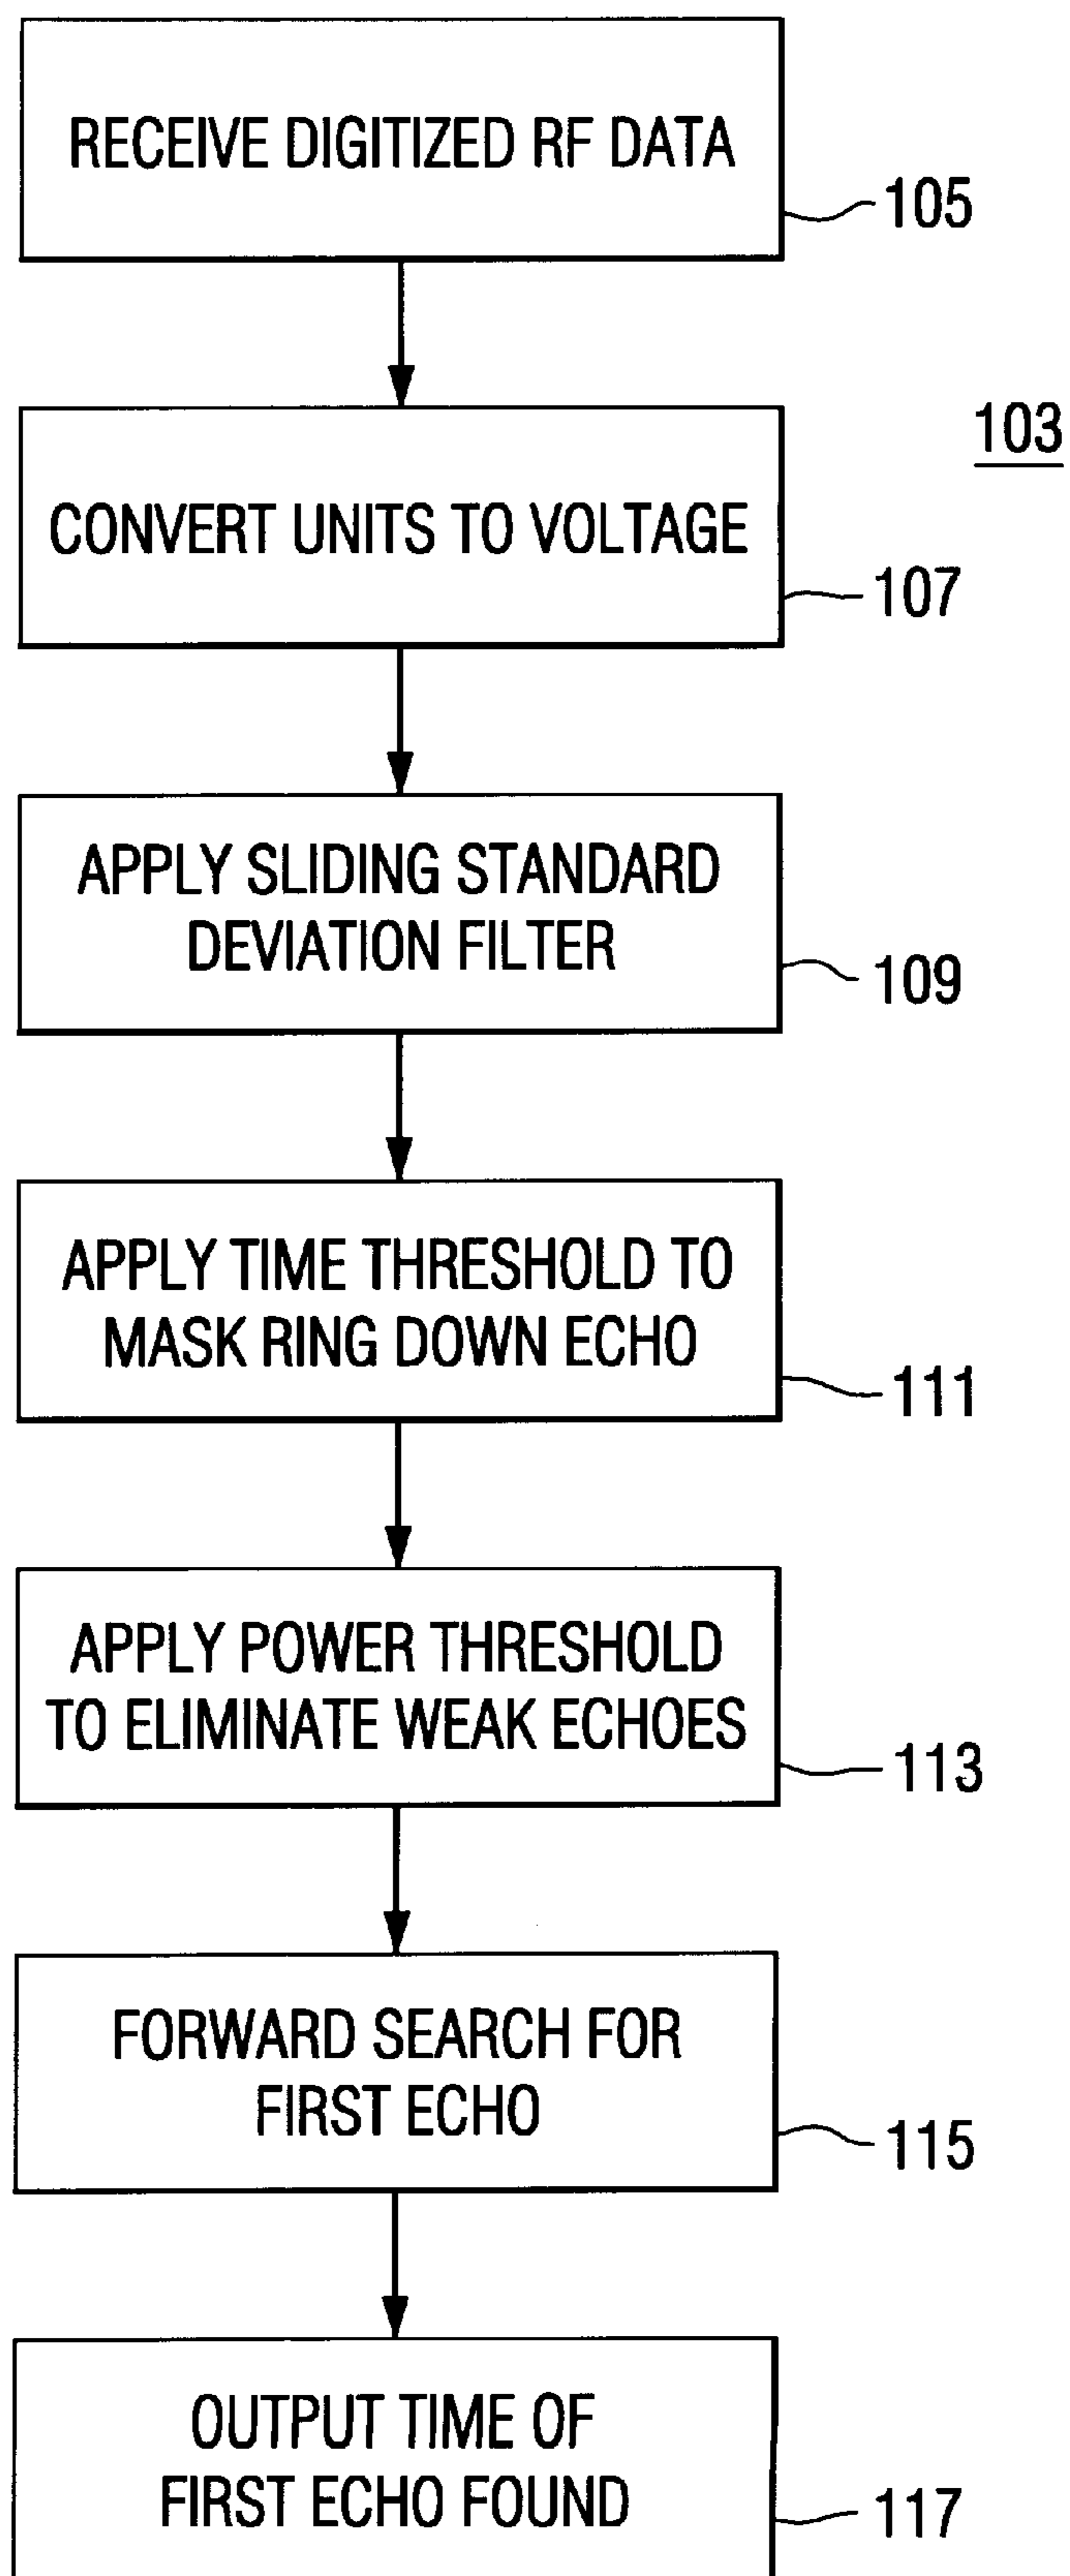 RECEIVE DIGITIZED RF DATA
105
103
CONVERT UNITS TO VOLTAGE
107
APPLY SLIDING STANDARD
DEVIATION FILTER
109
APPLY TIME THRESHOLD TO
MASK RING DOWN ECHO
111
APPLY POWER THRESHOLD
TO ELIMINATE WEAK ECHOES
113
FORWARD SEARCH FOR
FIRST ECHO
115
OUTPUT TIME OF
FIRST ECHO FOUND
117